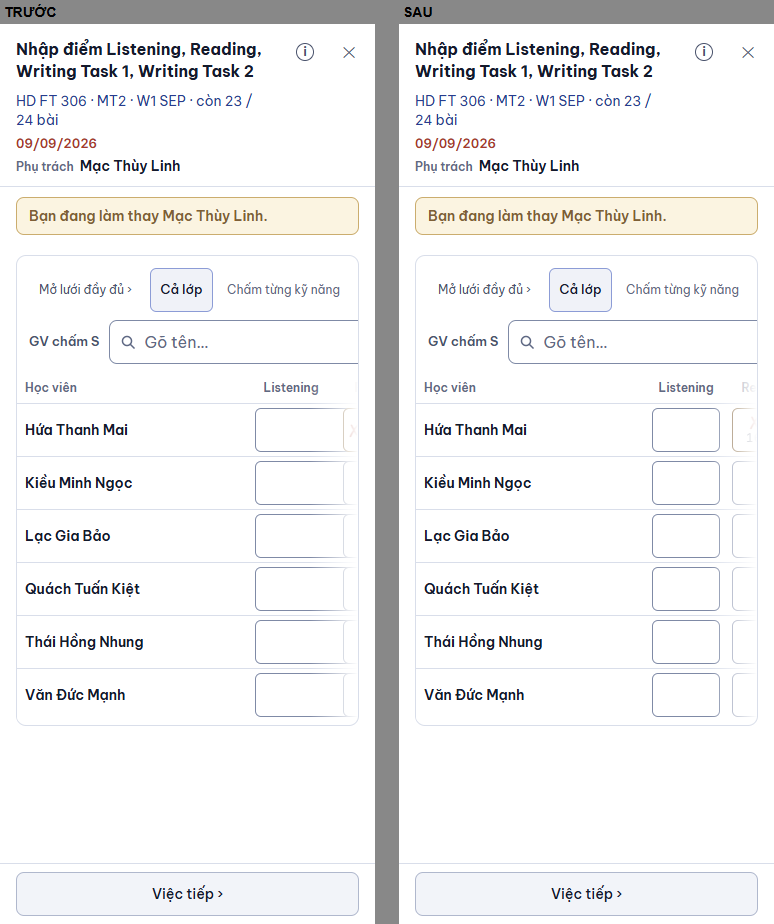 TRƯỚC
Nhập điểm Listening, Reading,
Writing Task 1, Writing Task 2
HD FT 306 · MT2 · W1 SEP · còn 23 /
24 bài
09/09/2026
Phụ trách Mạc Thùy Linh
Bạn đang làm thay Mạc Thùy Linh.
Mở lưới đầy đủ › Cả lớp Chấm từng kỹ năng
GV chấm S Gõ tên...
Học viên Listening
Hứa Thanh Mai
Kiều Minh Ngọc
Lạc Gia Bảo
Quách Tuấn Kiệt
Thái Hồng Nhung
Văn Đức Mạnh
Việc tiếp ›
SAU
Nhập điểm Listening, Reading,
Writing Task 1, Writing Task 2
HD FT 306 · MT2 · W1 SEP · còn 23 /
24 bài
09/09/2026
Phụ trách Mạc Thùy Linh
Bạn đang làm thay Mạc Thùy Linh.
Mở lưới đầy đủ › Cả lớp Chấm từng kỹ năng
GV chấm S Gõ tên...
Học viên Listening
Hứa Thanh Mai
Kiều Minh Ngọc
Lạc Gia Bảo
Quách Tuấn Kiệt
Thái Hồng Nhung
Văn Đức Mạnh
Việc tiếp ›